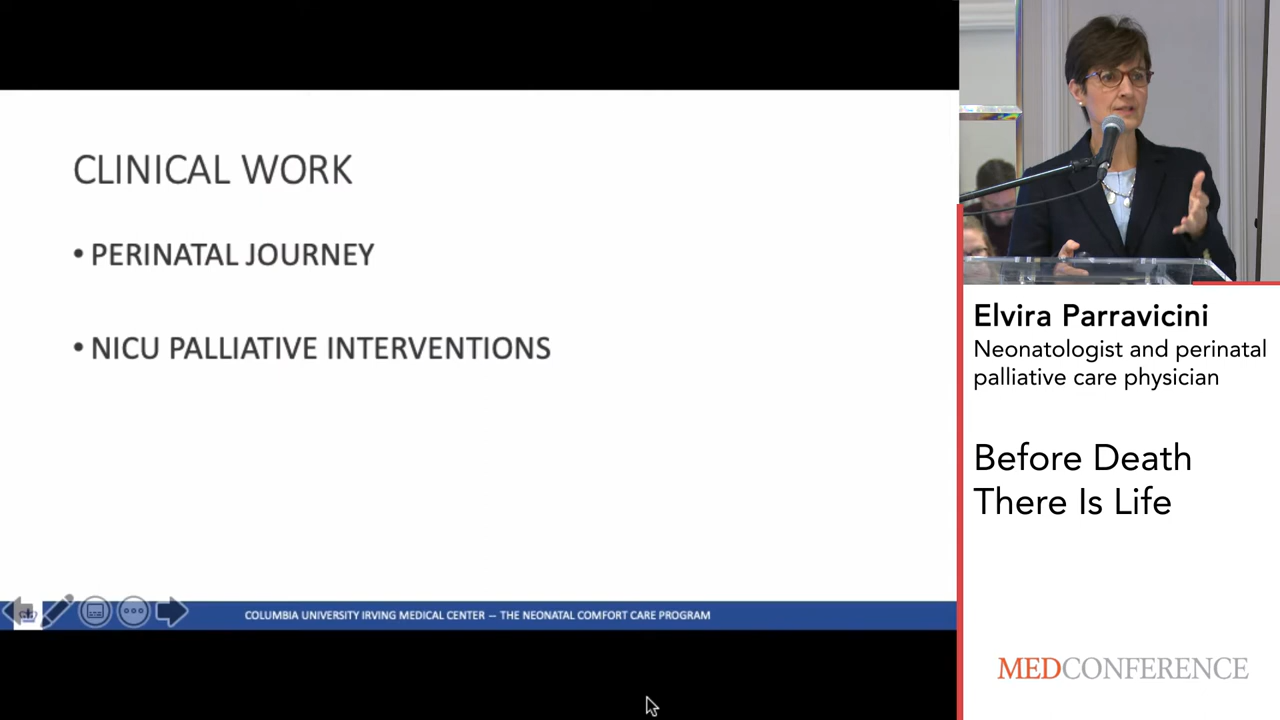 CLINICAL WORK
• PERINATAL JOURNEY
• NICU PALLIATIVE INTERVENTIONS
COLUMBIA UNIVERSITY IRVING MEDICAL CENTER – THE NEONATAL COMFORT CARE PROGRAM
Elvira Parravicini
Neonatologist and perinatal
palliative care physician
Before Death
There Is Life
MEDCONFERENCE